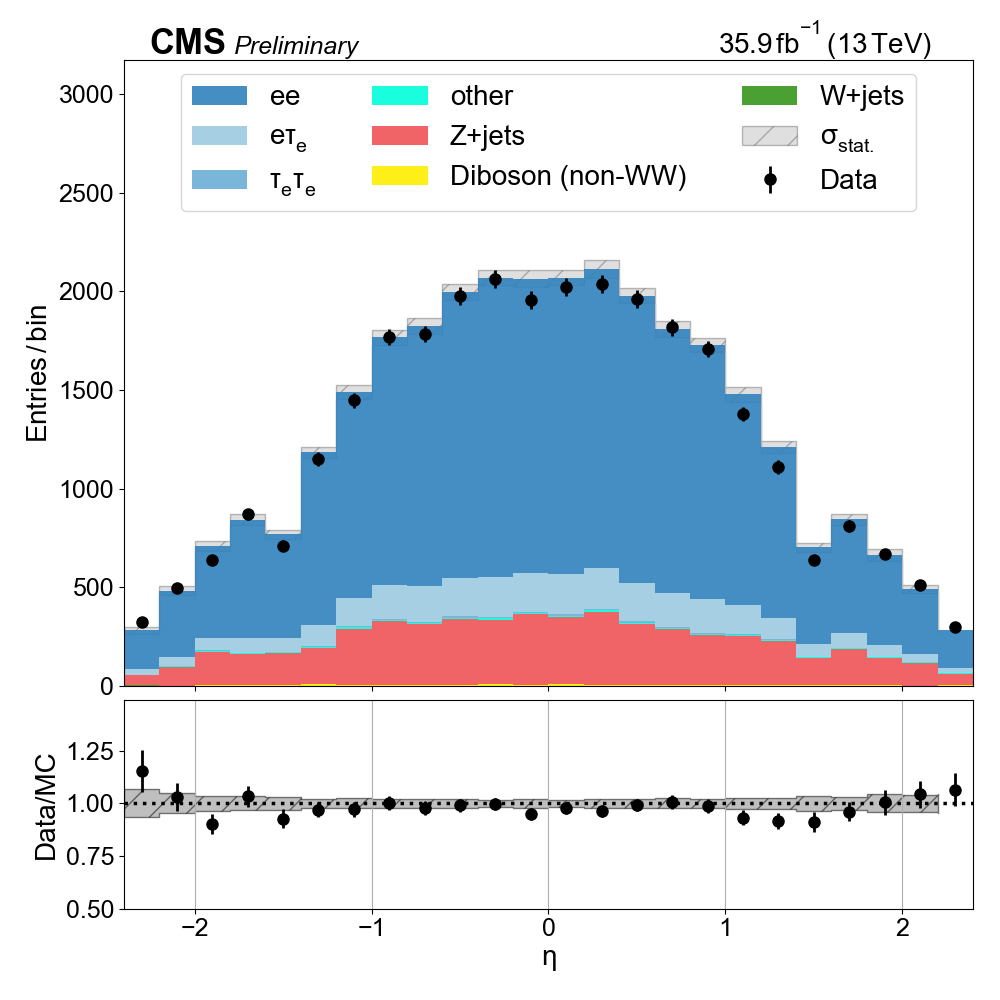 CMS Preliminary 35.9 fb⁻¹ (13 TeV)
3000
2500
2000
1500
1000
500
0
Entries / bin
ee
eτₑ
τₑτₑ
other
Z+jets
Diboson (non-WW)
W+jets
σstat.
Data
1.25
1.00
0.75
0.50
Data/MC
−2 −1 0 1 2
η